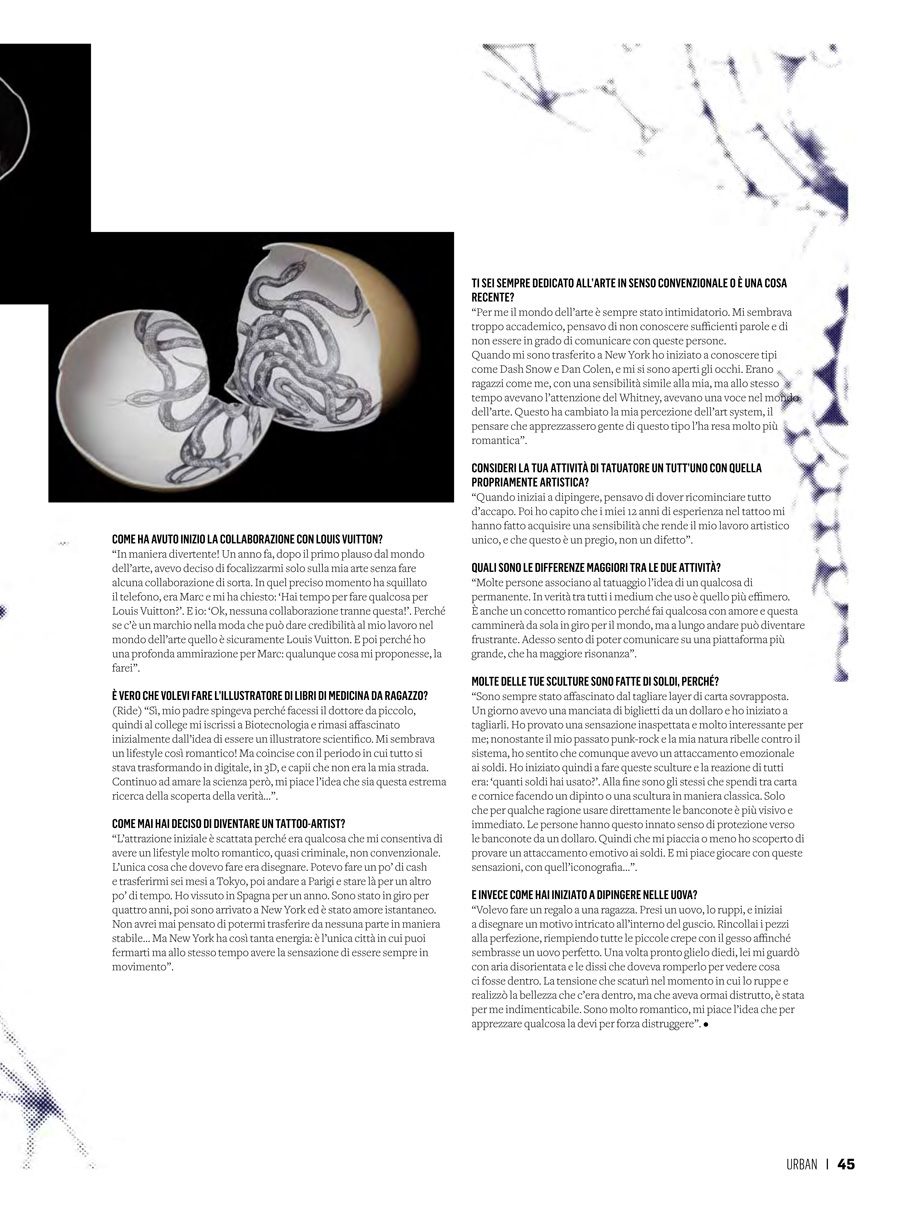 COME HA AVUTO INIZIO LA COLLABORAZIONE CON LOUIS VUITTON?
“In maniera divertente! Un anno fa, dopo il primo plauso dal mondo
dell’arte, avevo deciso di focalizzarmi solo sulla mia arte senza fare
alcuna collaborazione di sorta. In quel preciso momento ha squillato
il telefono, era Marc e mi ha chiesto: ‘Hai tempo per fare qualcosa per
Louis Vuitton?’. E io: ‘Ok, nessuna collaborazione tranne questa!’. Perché
se c’è un marchio nella moda che può dare credibilità al mio lavoro nel
mondo dell’arte quello è sicuramente Louis Vuitton. E poi perché ho
una profonda ammirazione per Marc: qualunque cosa mi proponesse, la
farei”.
È VERO CHE VOLEVI FARE L’ILLUSTRATORE DI LIBRI DI MEDICINA DA RAGAZZO?
(Ride) “Sì, mio padre spingeva perché facessi il dottore da piccolo,
quindi al college mi iscrissi a Biotecnologia e rimasi affascinato
inizialmente dall’idea di essere un illustratore scientifico. Mi sembrava
un lifestyle così romantico! Ma coincise con il periodo in cui tutto si
stava trasformando in digitale, in 3D, e capii che non era la mia strada.
Continuo ad amare la scienza però, mi piace l’idea che sia questa estrema
ricerca della scoperta della verità...”.
COME MAI HAI DECISO DI DIVENTARE UN TATTOO-ARTIST?
“L’attrazione iniziale è scattata perché era qualcosa che mi consentiva di
avere un lifestyle molto romantico, quasi criminale, non convenzionale.
L’unica cosa che dovevo fare era disegnare. Potevo fare un po’ di cash
e trasferirmi sei mesi a Tokyo, poi andare a Parigi e stare là per un altro
po’ di tempo. Ho vissuto in Spagna per un anno. Sono stato in giro per
quattro anni, poi sono arrivato a New York ed è stato amore istantaneo.
Non avrei mai pensato di potermi trasferire da nessuna parte in maniera
stabile... Ma New York ha così tanta energia: è l’unica città in cui puoi
fermarti ma allo stesso tempo avere la sensazione di essere sempre in
movimento”.
TI SEI SEMPRE DEDICATO ALL’ARTE IN SENSO CONVENZIONALE O È UNA COSA
RECENTE?
“Per me il mondo dell’arte è sempre stato intimidatorio. Mi sembrava
troppo accademico, pensavo di non conoscere sufficienti parole e di
non essere in grado di comunicare con queste persone.
Quando mi sono trasferito a New York ho iniziato a conoscere tipi
come Dash Snow e Dan Colen, e mi si sono aperti gli occhi. Erano
ragazzi come me, con una sensibilità simile alla mia, ma allo stesso
tempo avevano l’attenzione del Whitney, avevano una voce nel mondo
dell’arte. Questo ha cambiato la mia percezione dell’art system, il
pensare che apprezzassero gente di questo tipo l’ha resa molto più
romantica”.
CONSIDERI LA TUA ATTIVITÀ DI TATUATORE UN TUTT’UNO CON QUELLA
PROPRIAMENTE ARTISTICA?
“Quando iniziai a dipingere, pensavo di dover ricominciare tutto
d’accapo. Poi ho capito che i miei 12 anni di esperienza nel tattoo mi
hanno fatto acquisire una sensibilità che rende il mio lavoro artistico
unico, e che questo è un pregio, non un difetto”.
QUALI SONO LE DIFFERENZE MAGGIORI TRA LE DUE ATTIVITÀ?
“Molte persone associano al tatuaggio l’idea di un qualcosa di
permanente. In verità tra tutti i medium che uso è quello più effimero.
È anche un concetto romantico perché fai qualcosa con amore e questa
camminerà da sola in giro per il mondo, ma a lungo andare può diventare
frustrante. Adesso sento di poter comunicare su una piattaforma più
grande, che ha maggiore risonanza”.
MOLTE DELLE TUE SCULTURE SONO FATTE DI SOLDI, PERCHÉ?
“Sono sempre stato affascinato dal tagliare layer di carta sovrapposta.
Un giorno avevo una manciata di biglietti da un dollaro e ho iniziato a
tagliarli. Ho provato una sensazione inaspettata e molto interessante per
me; nonostante il mio passato punk-rock e la mia natura ribelle contro il
sistema, ho sentito che comunque avevo un attaccamento emozionale
ai soldi. Ho iniziato quindi a fare queste sculture e la reazione di tutti
era: ‘quanti soldi hai usato?’. Alla fine sono gli stessi che spendi tra carta
e cornice facendo un dipinto o una scultura in maniera classica. Solo
che per qualche ragione usare direttamente le banconote è più visivo e
immediato. Le persone hanno questo innato senso di protezione verso
le banconote da un dollaro. Quindi che mi piaccia o meno ho scoperto di
provare un attaccamento emotivo ai soldi. E mi piace giocare con queste
sensazioni, con quell’iconografia...”.
E INVECE COME HAI INIZIATO A DIPINGERE NELLE UOVA?
“Volevo fare un regalo a una ragazza. Presi un uovo, lo ruppi, e iniziai
a disegnare un motivo intricato all’interno del guscio. Rincollai i pezzi
alla perfezione, riempiendo tutte le piccole crepe con il gesso affinché
sembrasse un uovo perfetto. Una volta pronto glielo diedi, lei mi guardò
con aria disorientata e le dissi che doveva romperlo per vedere cosa
ci fosse dentro. La tensione che scaturì nel momento in cui lo ruppe e
realizzò la bellezza che c’era dentro, ma che aveva ormai distrutto, è stata
per me indimenticabile. Sono molto romantico, mi piace l’idea che per
apprezzare qualcosa la devi per forza distruggere”. ●
URBAN | 45